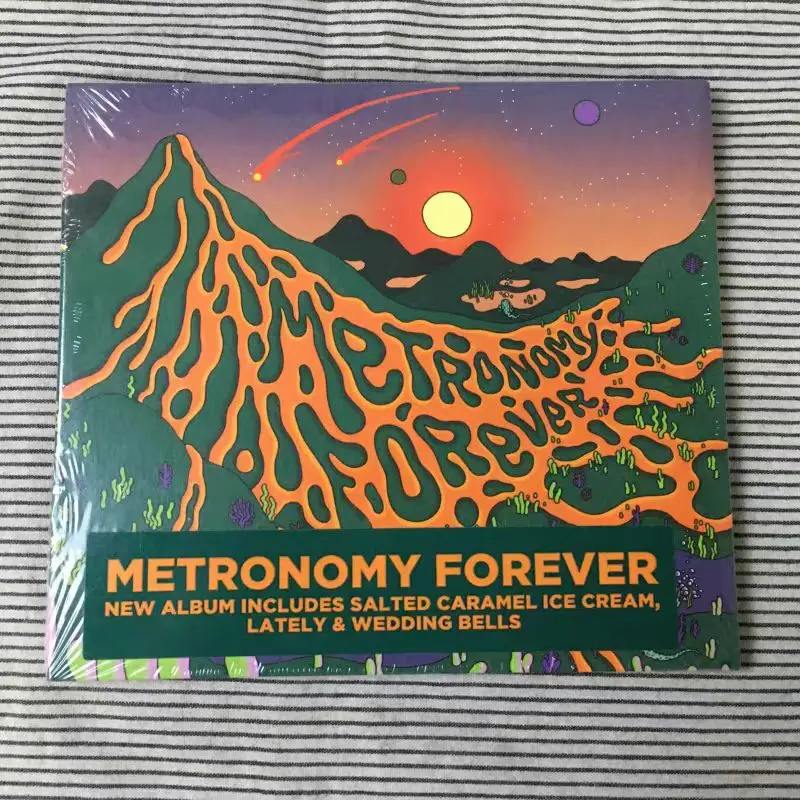 METRONOMY
FOREVER
METRONOMY FOREVER
NEW ALBUM INCLUDES SALTED CARAMEL ICE CREAM,
LATELY & WEDDING BELLS